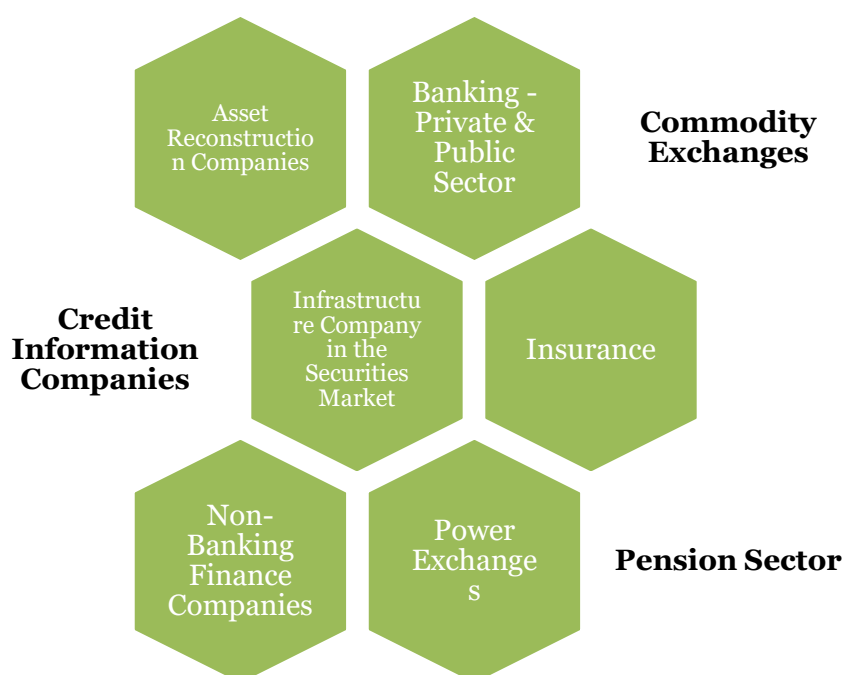 Asset
Reconstructio
n Companies
Banking -
Private &
Public
Sector
Commodity
Exchanges
Credit
Information
Companies
Infrastructu
re Company
in the
Securities
Market
Insurance
Non-
Banking
Finance
Companies
Power
Exchange
s
Pension Sector